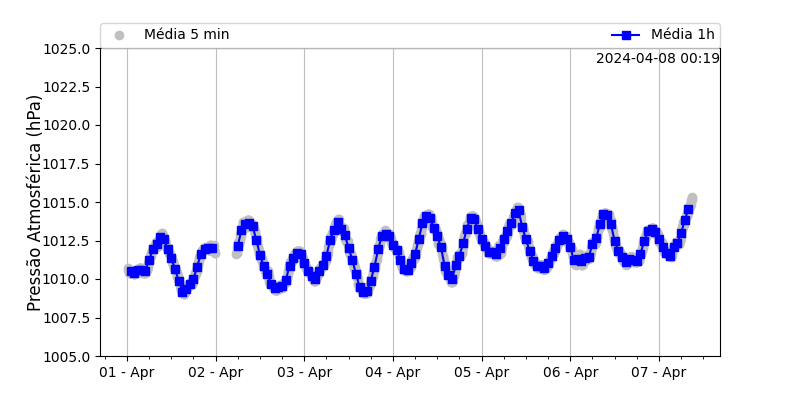 Média 5 min
Média 1h
2024-04-08 00:19
Pressão Atmosférica (hPa)
1025.0
1022.5
1020.0
1017.5
1015.0
1012.5
1010.0
1007.5
1005.0
01 - Apr
02 - Apr
03 - Apr
04 - Apr
05 - Apr
06 - Apr
07 - Apr